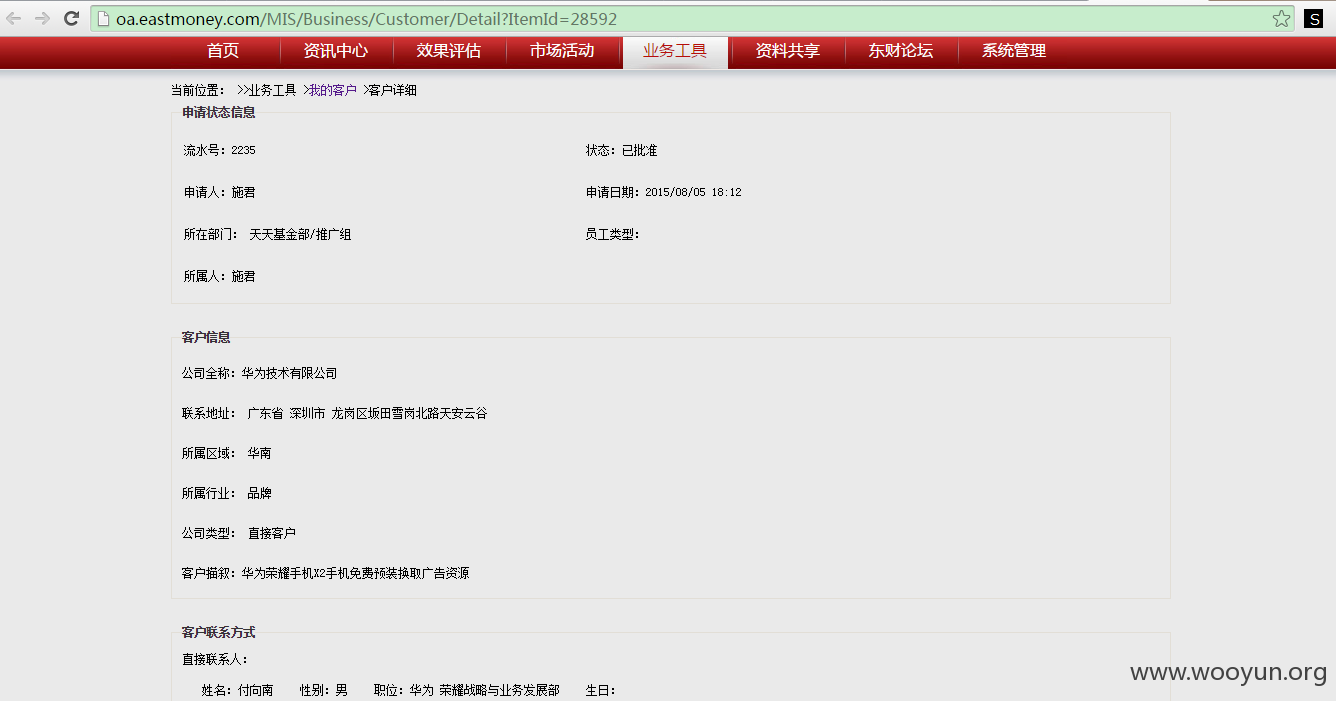 oa.eastmoney.com/MIS/Business/Customer/Detail?ItemId=28592
S
首页 资讯中心 效果评估 市场活动 业务工具 资料共享 东财论坛 系统管理
当前位置： >>业务工具 >我的客户 >客户详细
申请状态信息
流水号：2235 状态：已批准
申请人：施君 申请日期：2015/08/05 18:12
所在部门： 天天基金部/推广组 员工类型：
所属人：施君
客户信息
公司全称：华为技术有限公司
联系地址： 广东省 深圳市 龙岗区坂田雪岗北路天安云谷
所属区域： 华南
所属行业： 品牌
公司类型： 直接客户
客户描叙：华为荣耀手机X2手机免费预装换取广告资源
客户联系方式
直接联系人：
姓名：付向南 性别：男 职位：华为 荣耀战略与业务发展部 生日：
www.wooyun.org